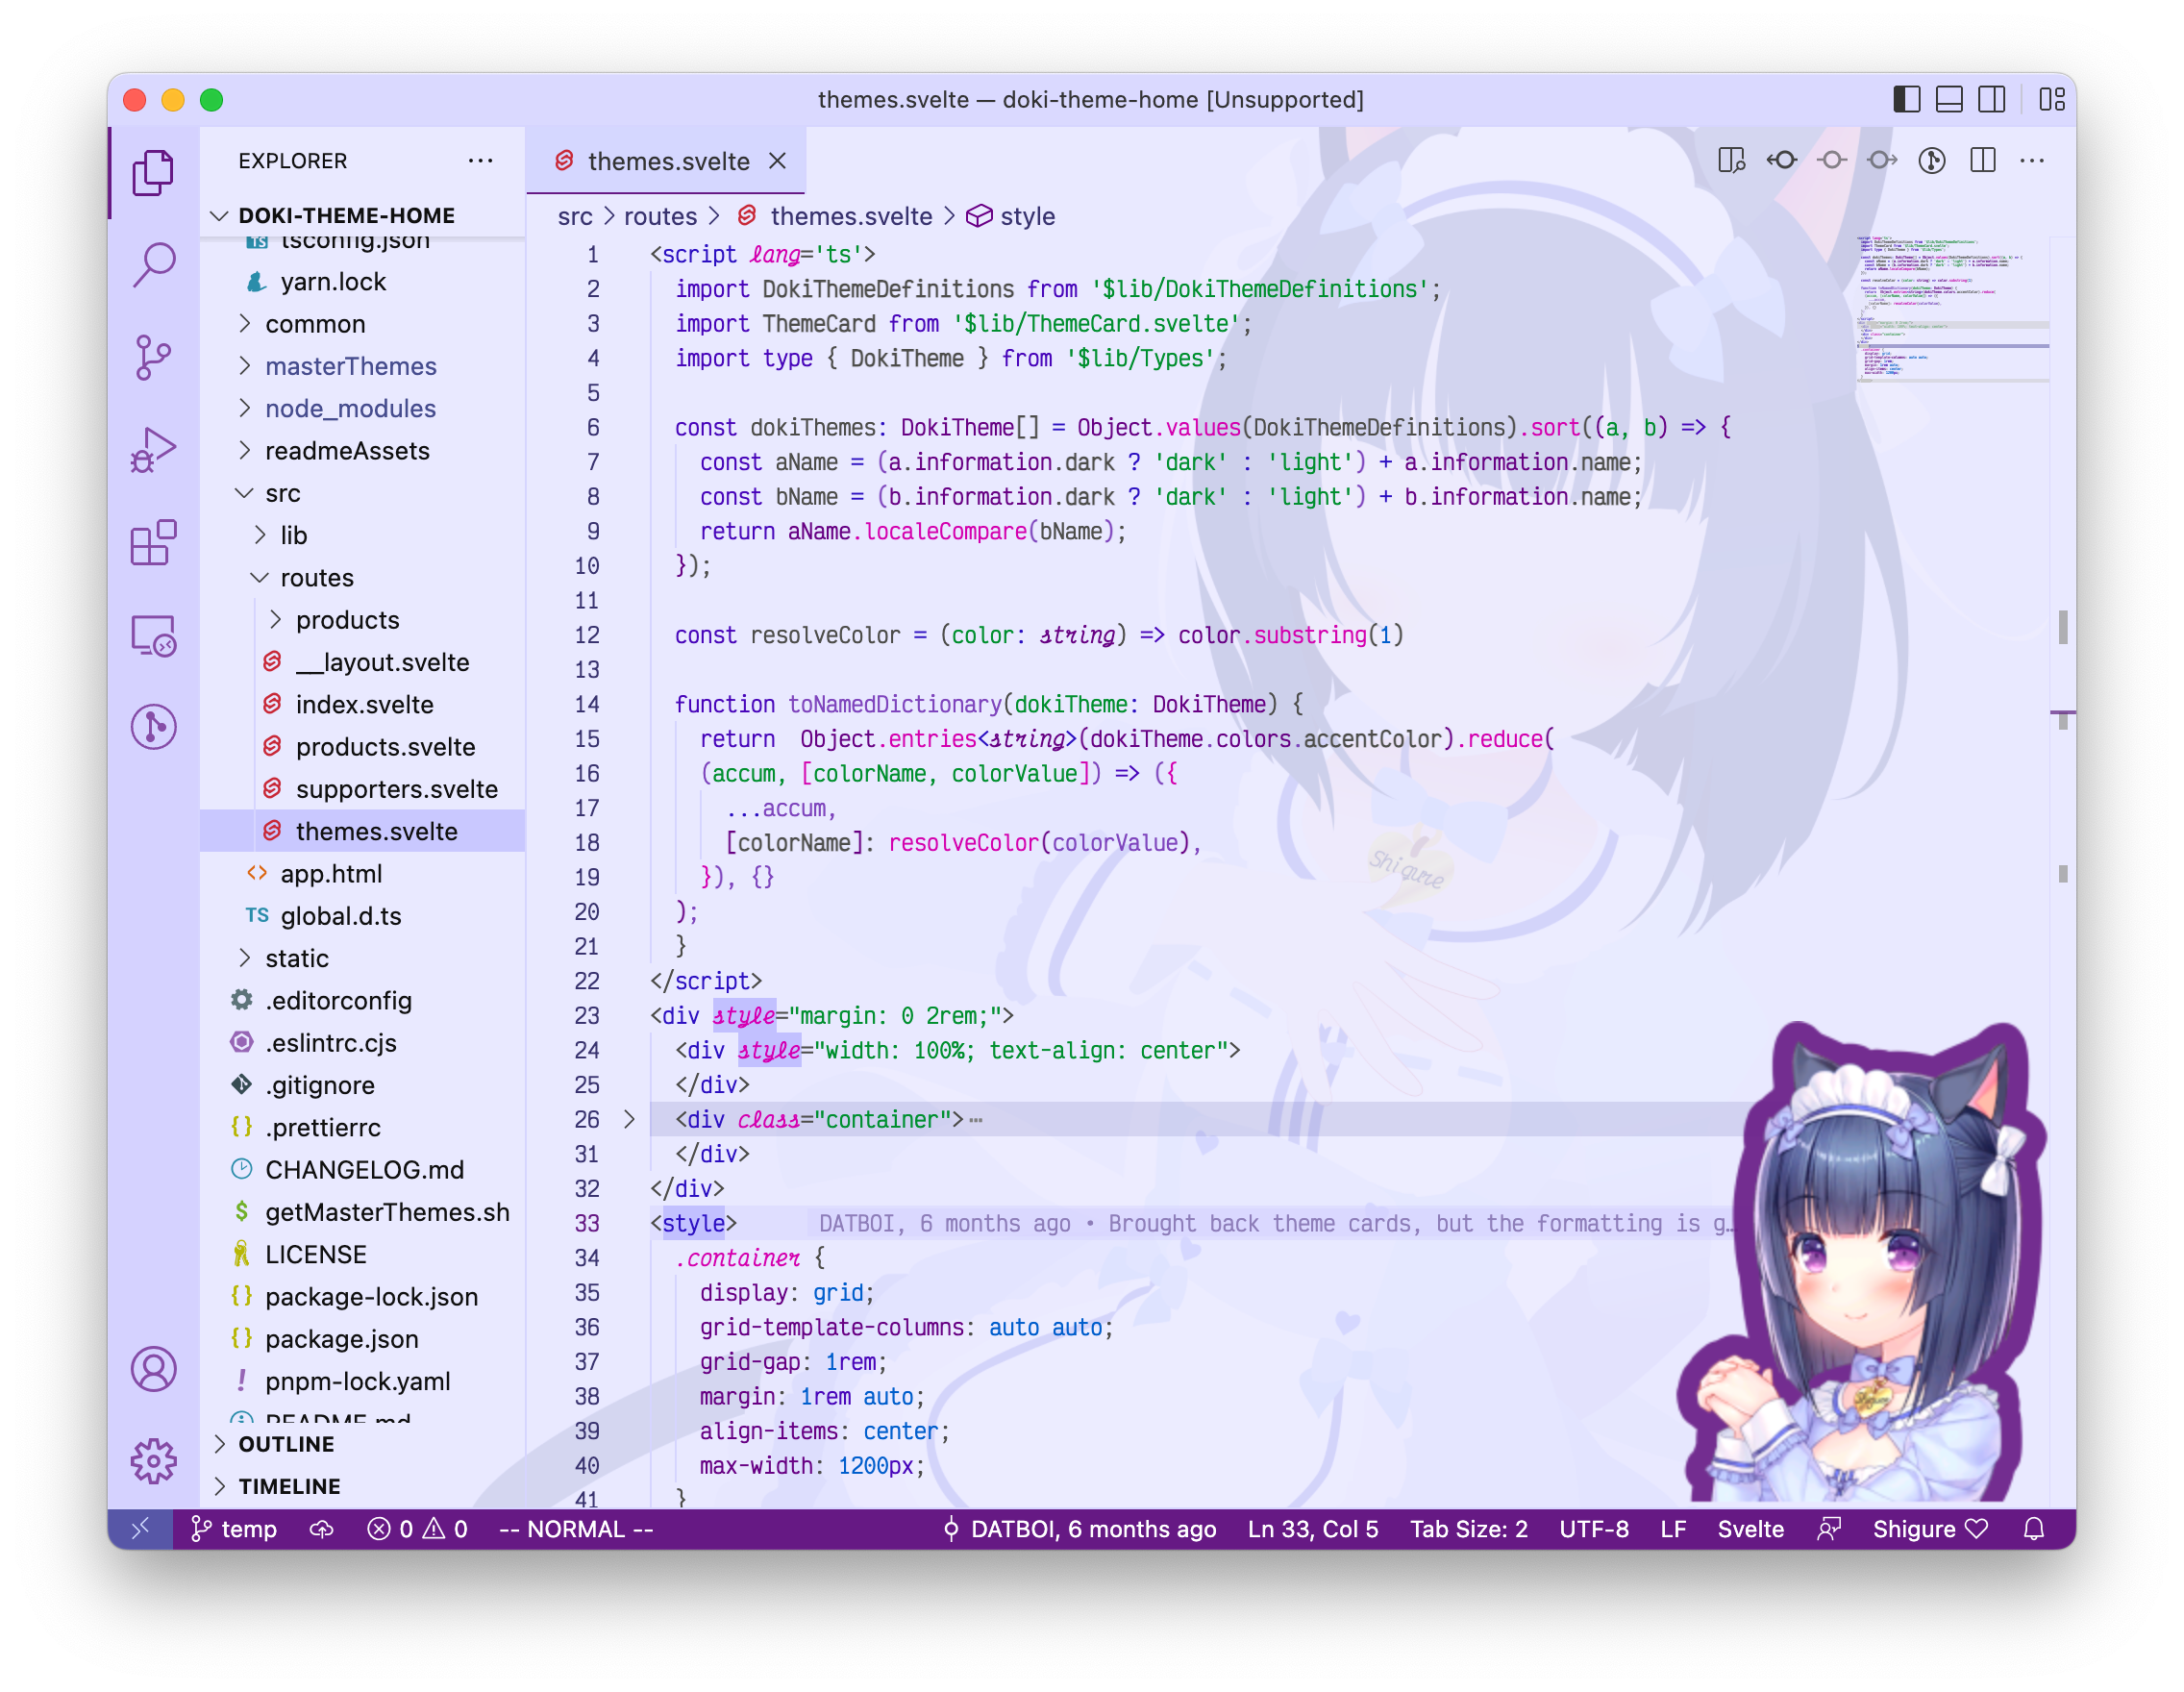 themes.svelte — doki-theme-home [Unsupported]
EXPLORER
DOKI-THEME-HOME
tsconfig.json
yarn.lock
common
masterThemes
node_modules
readmeAssets
src
lib
routes
products
__layout.svelte
index.svelte
products.svelte
supporters.svelte
themes.svelte
app.html
TS global.d.ts
static
.editorconfig
.eslintrc.cjs
.gitignore
{} .prettierrc
CHANGELOG.md
$ getMasterThemes.sh
LICENSE
{} package-lock.json
{} package.json
! pnpm-lock.yaml
README.md
OUTLINE
TIMELINE
themes.svelte
src > routes > themes.svelte > style
1 <script lang='ts'>
2 import DokiThemeDefinitions from '$lib/DokiThemeDefinitions';
3 import ThemeCard from '$lib/ThemeCard.svelte';
4 import type { DokiTheme } from '$lib/Types';
5
6 const dokiThemes: DokiTheme[] = Object.values(DokiThemeDefinitions).sort((a, b) => {
7 const aName = (a.information.dark ? 'dark' : 'light') + a.information.name;
8 const bName = (b.information.dark ? 'dark' : 'light') + b.information.name;
9 return aName.localeCompare(bName);
10 });
11
12 const resolveColor = (color: string) => color.substring(1)
13
14 function toNamedDictionary(dokiTheme: DokiTheme) {
15 return  Object.entries<string>(dokiTheme.colors.accentColor).reduce(
16 (accum, [colorName, colorValue]) => ({
17 ...accum,
18 [colorName]: resolveColor(colorValue),
19 }), {}
20 );
21 }
22 </script>
23 <div style="margin: 0 2rem;">
24 <div style="width: 100%; text-align: center">
25 </div>
26 <div class="container">⋯
31 </div>
32 </div>
33 <style> DATBOI, 6 months ago • Brought back theme cards, but the formatting is g…
34 .container {
35 display: grid;
36 grid-template-columns: auto auto;
37 grid-gap: 1rem;
38 margin: 1rem auto;
39 align-items: center;
40 max-width: 1200px;
41 }
Shigure
Shigure
temp 0 0 -- NORMAL -- DATBOI, 6 months ago Ln 33, Col 5 Tab Size: 2 UTF-8 LF Svelte Shigure ♡